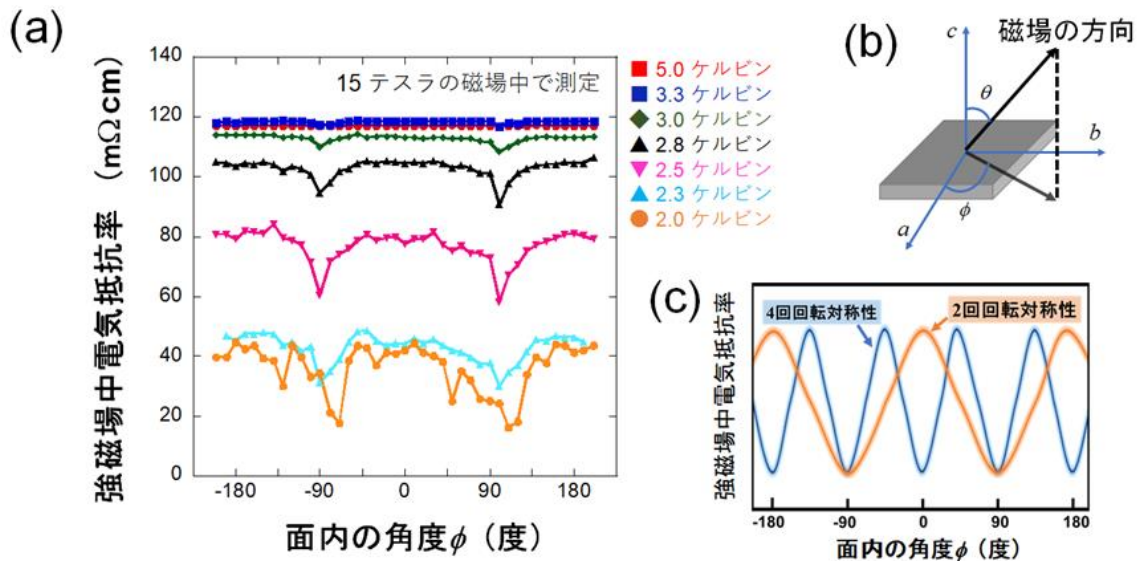 (a)
強磁場中電気抵抗率 (mΩcm)
140
120
100
80
60
40
20
0
15 テスラの磁場中で測定
-180
-90
0
90
180
面内の角度ϕ (度)
5.0 ケルビン
3.3 ケルビン
3.0 ケルビン
2.8 ケルビン
2.5 ケルビン
2.3 ケルビン
2.0 ケルビン
(b)
磁場の方向
c
θ
b
ϕ
a
(c)
強磁場中電気抵抗率
4回回転対称性
2回回転対称性
-180
-90
0
90
180
面内の角度ϕ (度)